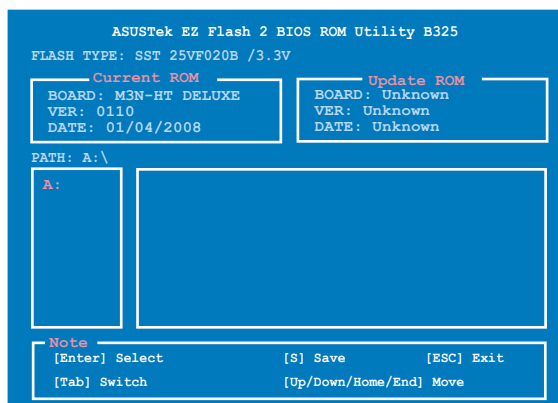 ASUSTek EZ Flash 2 BIOS ROM Utility B325
FLASH TYPE: SST 25VF020B /3.3V
Current ROM
BOARD: M3N-HT DELUXE
VER: 0110
DATE: 01/04/2008
Update ROM
BOARD: Unknown
VER: Unknown
DATE: Unknown
PATH: A:\
A:
Note
[Enter] Select [S] Save [ESC] Exit
[Tab] Switch [Up/Down/Home/End] Move